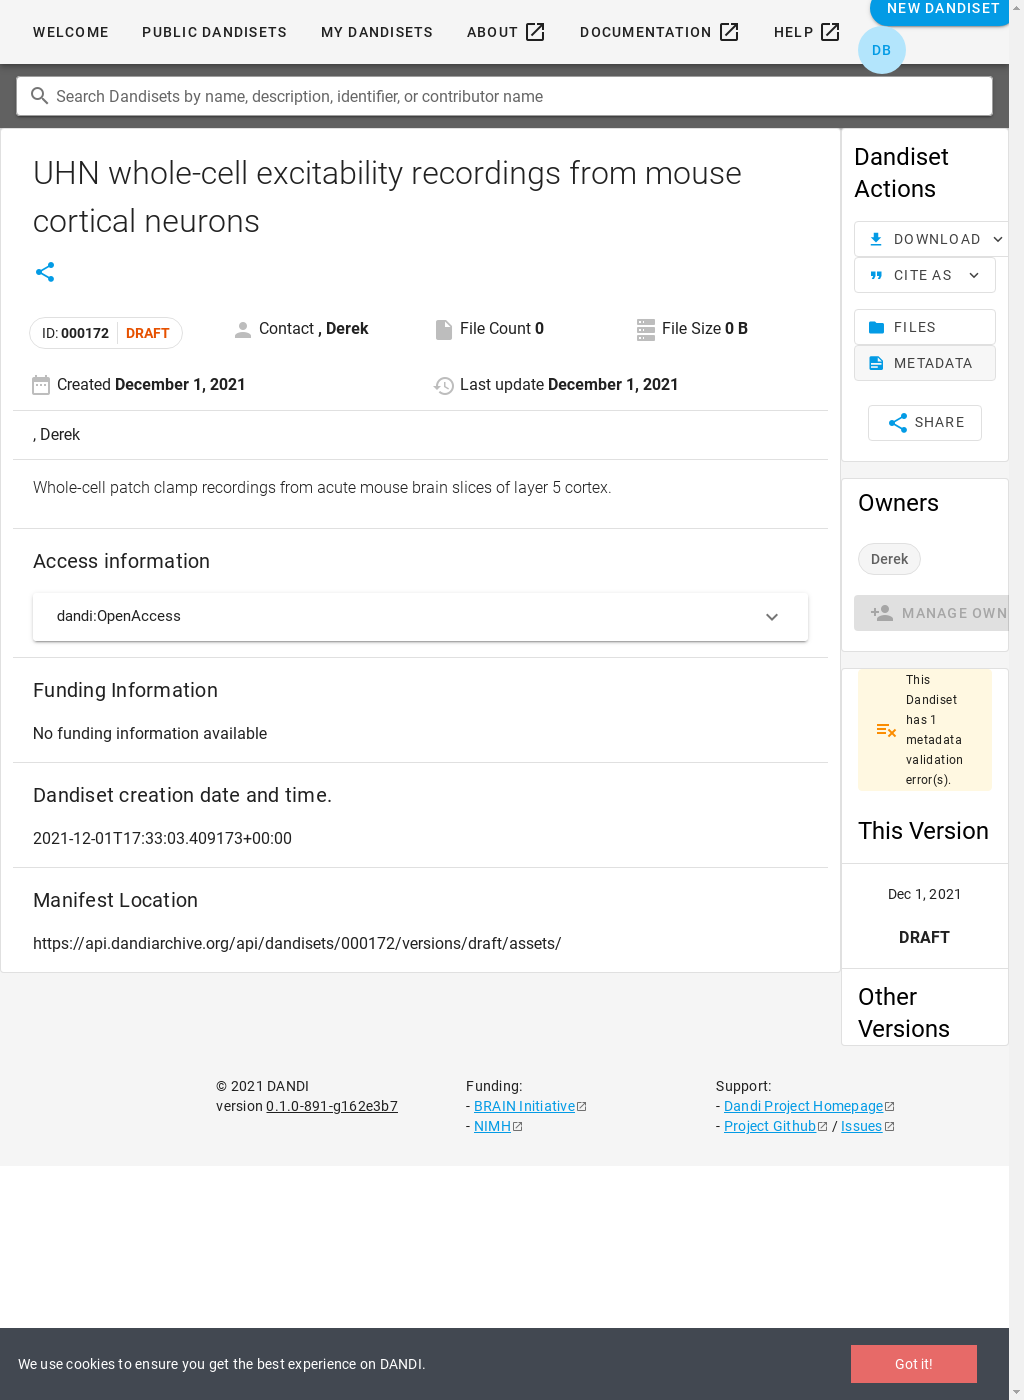 WELCOME PUBLIC DANDISETS MY DANDISETS ABOUT DOCUMENTATION HELP NEW DANDISET
DB
Search Dandisets by name, description, identifier, or contributor name
UHN whole-cell excitability recordings from mouse
cortical neurons
ID: 000172 DRAFT
Contact , Derek
File Count 0
File Size 0 B
Created December 1, 2021
Last update December 1, 2021
, Derek
Whole-cell patch clamp recordings from acute mouse brain slices of layer 5 cortex.
Access information
dandi:OpenAccess
Funding Information
No funding information available
Dandiset creation date and time.
2021-12-01T17:33:03.409173+00:00
Manifest Location
https://api.dandiarchive.org/api/dandisets/000172/versions/draft/assets/
Dandiset
Actions
DOWNLOAD
CITE AS
FILES
METADATA
SHARE
Owners
Derek
MANAGE OWN
This
Dandiset
has 1
metadata
validation
error(s).
This Version
Dec 1, 2021
DRAFT
Other
Versions
© 2021 DANDI
version 0.1.0-891-g162e3b7
Funding:
- BRAIN Initiative
- NIMH
Support:
- Dandi Project Homepage
- Project Github / Issues
We use cookies to ensure you get the best experience on DANDI.
Got it!